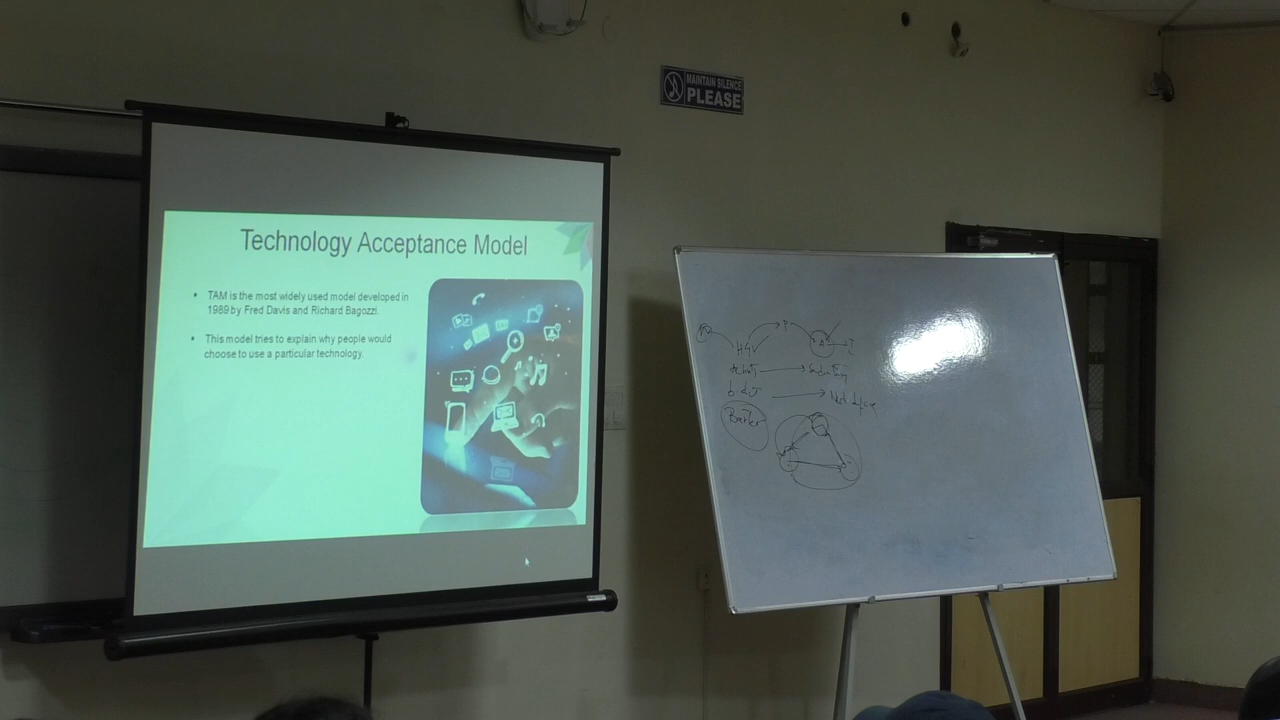 MAINTAIN SILENCE
PLEASE
Technology Acceptance Model
• TAM is the most widely used model developed in
1989 by Fred Davis and Richard Bagozzi.
• This model tries to explain why people would
choose to use a particular technology.
P
A
Barter